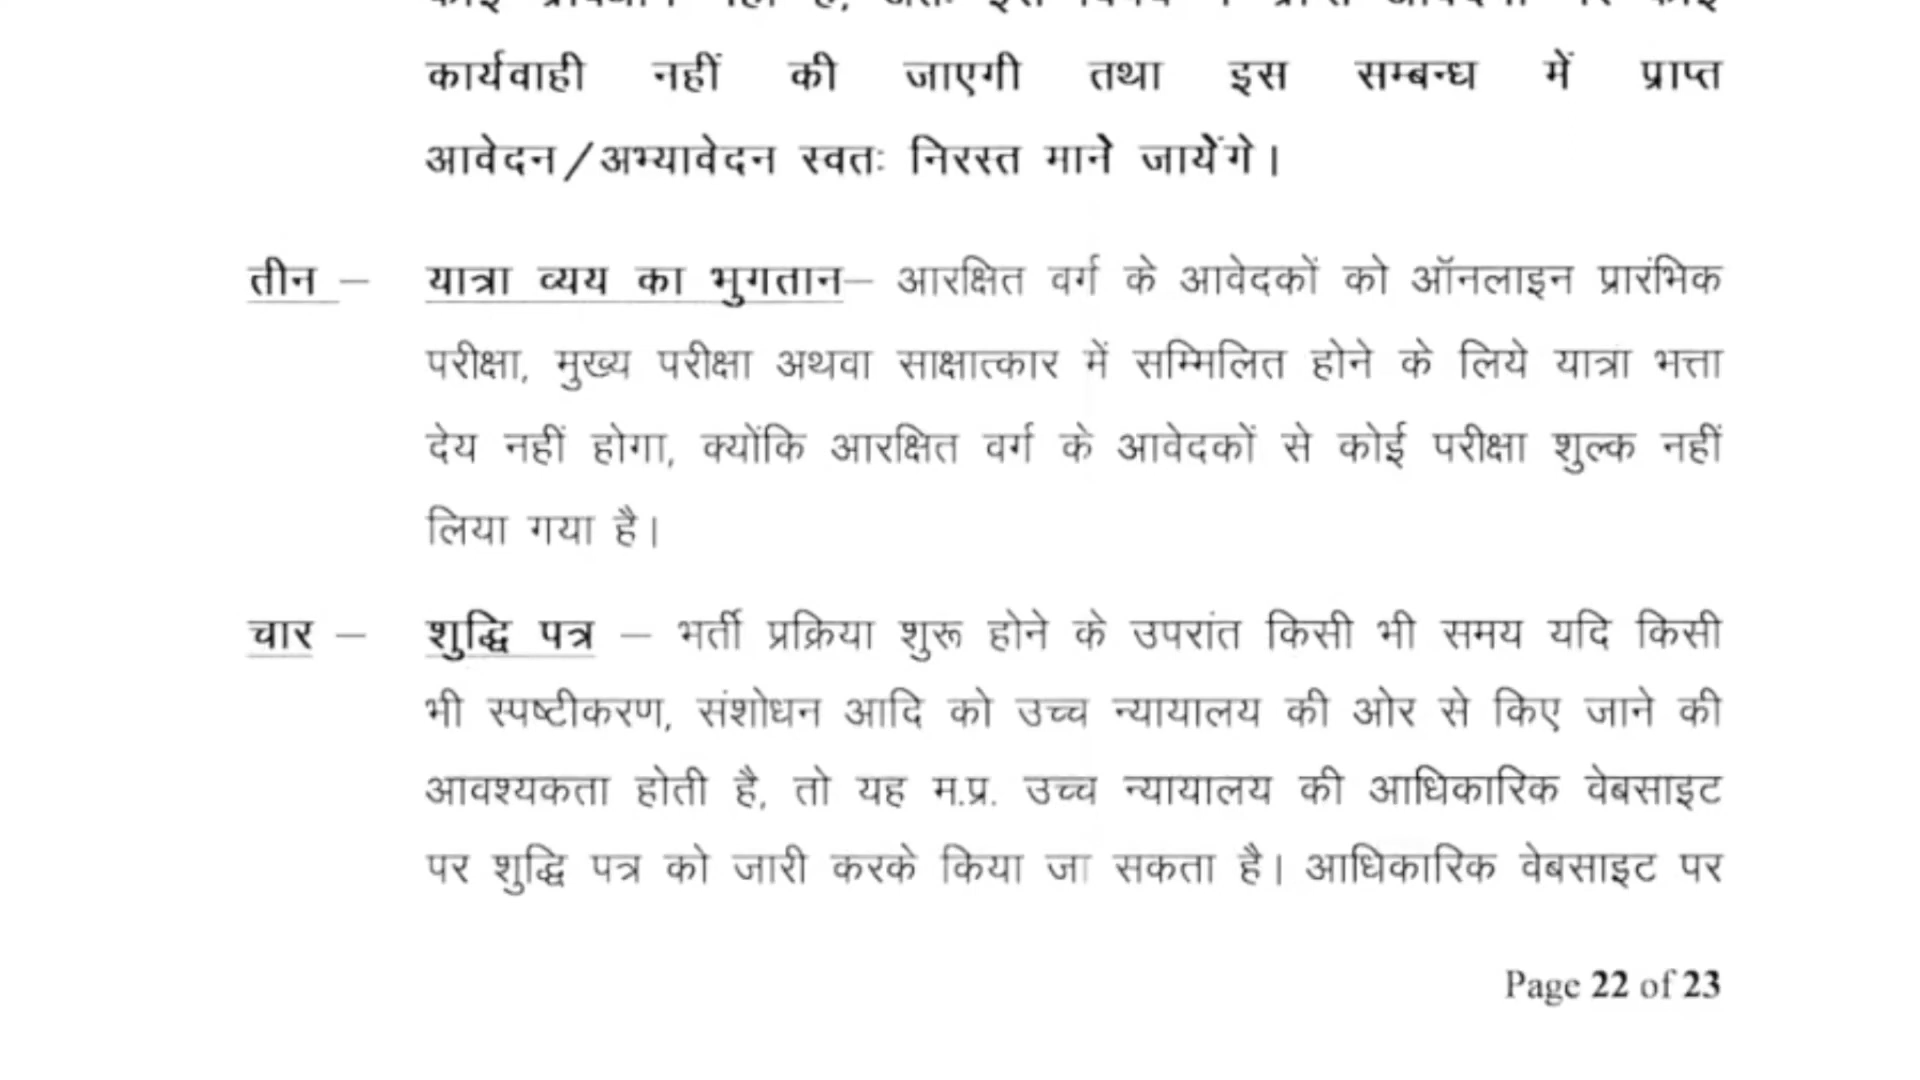 कार्यवाही नहीं की जाएगी तथा इस सम्बन्ध में प्राप्त
आवेदन/अभ्यावेदन स्वतः निरस्त माने जायेंगे।
तीन – यात्रा व्यय का भुगतान– आरक्षित वर्ग के आवेदकों को ऑनलाइन प्रारंभिक
परीक्षा, मुख्य परीक्षा अथवा साक्षात्कार में सम्मिलित होने के लिये यात्रा भत्ता
देय नहीं होगा, क्योंकि आरक्षित वर्ग के आवेदकों से कोई परीक्षा शुल्क नहीं
लिया गया है।
चार – शुद्धि पत्र – भर्ती प्रक्रिया शुरू होने के उपरांत किसी भी समय यदि किसी
भी स्पष्टीकरण, संशोधन आदि को उच्च न्यायालय की ओर से किए जाने की
आवश्यकता होती है, तो यह म.प्र. उच्च न्यायालय की आधिकारिक वेबसाइट
पर शुद्धि पत्र को जारी करके किया जा सकता है। आधिकारिक वेबसाइट पर
Page 22 of 23